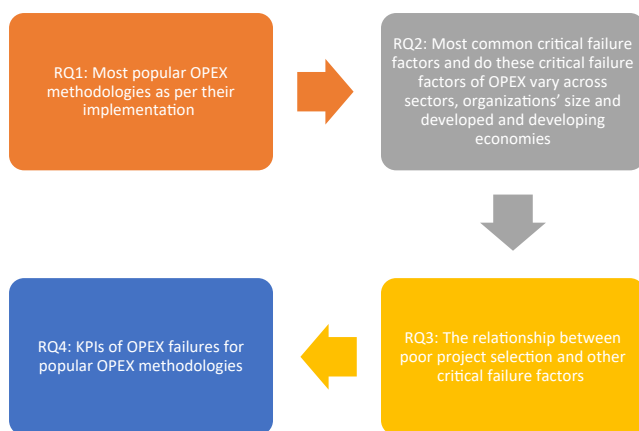 RQ1: Most popular OPEX
methodologies as per their
implementation
RQ2: Most common critical failure
factors and do these critical failure
factors of OPEX vary across
sectors, organizations’ size and
developed and developing
economies
RQ3: The relationship between
poor project selection and other
critical failure factors
RQ4: KPIs of OPEX failures for
popular OPEX methodologies